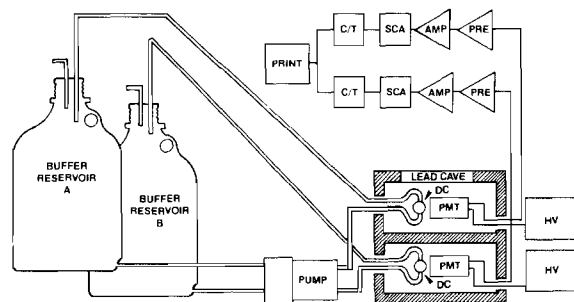 C/T
SCA
AMP
PRE
PRINT
C/T
SCA
AMP
PRE
BUFFER
RESERVOIR
A
BUFFER
RESERVOIR
B
LEAD CAVE
DC
PMT
HV
PUMP
PMT
DC
HV